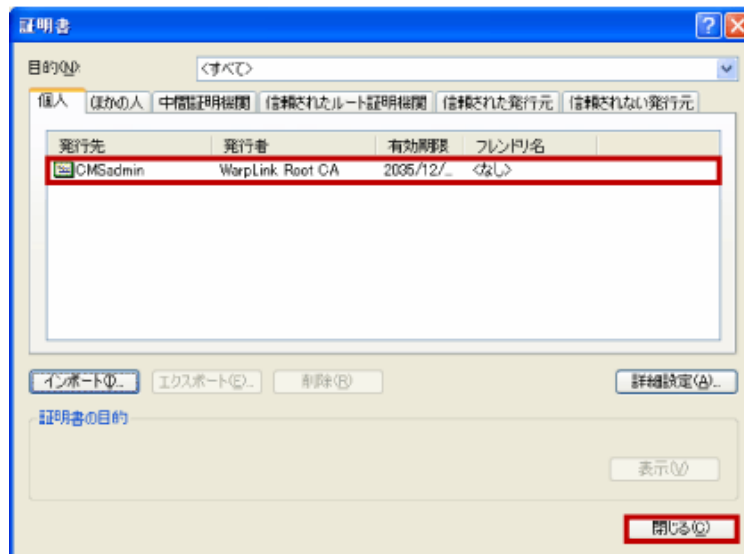 証明書
目的(N): <すべて>
個人 ほかの人 中間証明機関 信頼されたルート証明機関 信頼された発行元 信頼されない発行元
発行先 発行者 有効期限 フレンドリ名
CMSadmin WarpLink Root CA 2035/12/... <なし>
インポート(I)... エクスポート(E)... 削除(R) 詳細設定(A)...
証明書の目的
表示(V)
閉じる(C)